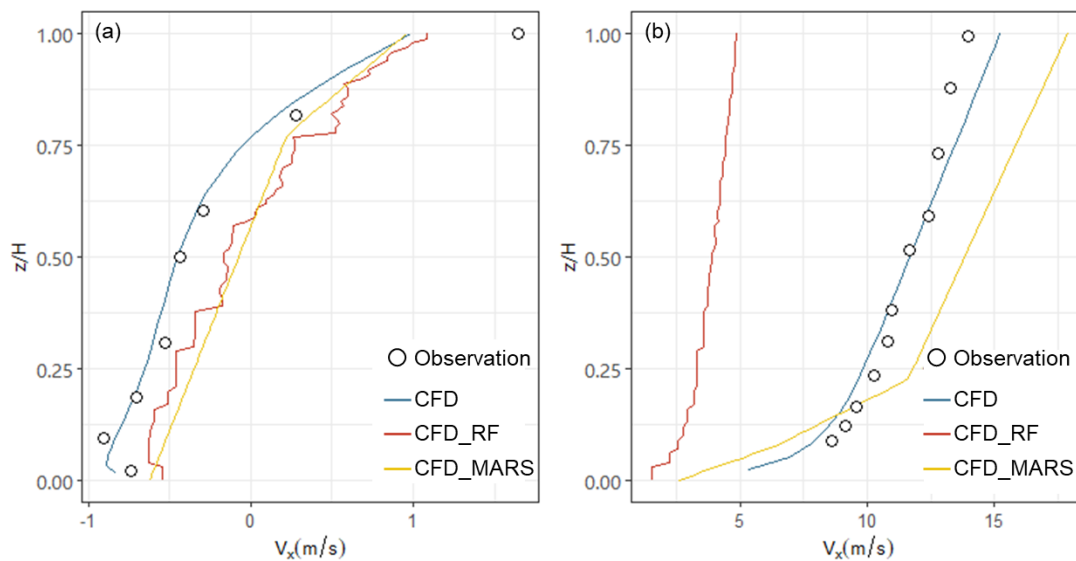 (a)
1.00
0.75
0.50
0.25
0.00
z/H
-1
0
1
Vx(m/s)
Observation
CFD
CFD_RF
CFD_MARS
(b)
1.00
0.75
0.50
0.25
0.00
z/H
5
10
15
Vx(m/s)
Observation
CFD
CFD_RF
CFD_MARS